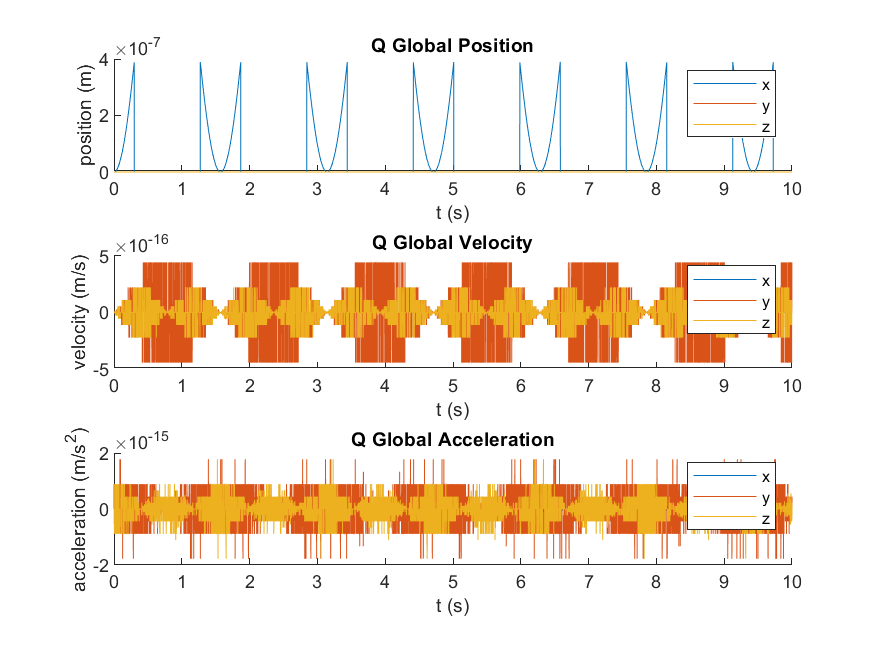 Q Global Position
×10-7
position (m)
4
2
0
x
y
z
0 1 2 3 4 5 6 7 8 9 10
t (s)
Q Global Velocity
×10-16
velocity (m/s)
5
0
-5
x
y
z
0 1 2 3 4 5 6 7 8 9 10
t (s)
Q Global Acceleration
×10-15
acceleration (m/s2)
2
0
-2
x
y
z
0 1 2 3 4 5 6 7 8 9 10
t (s)